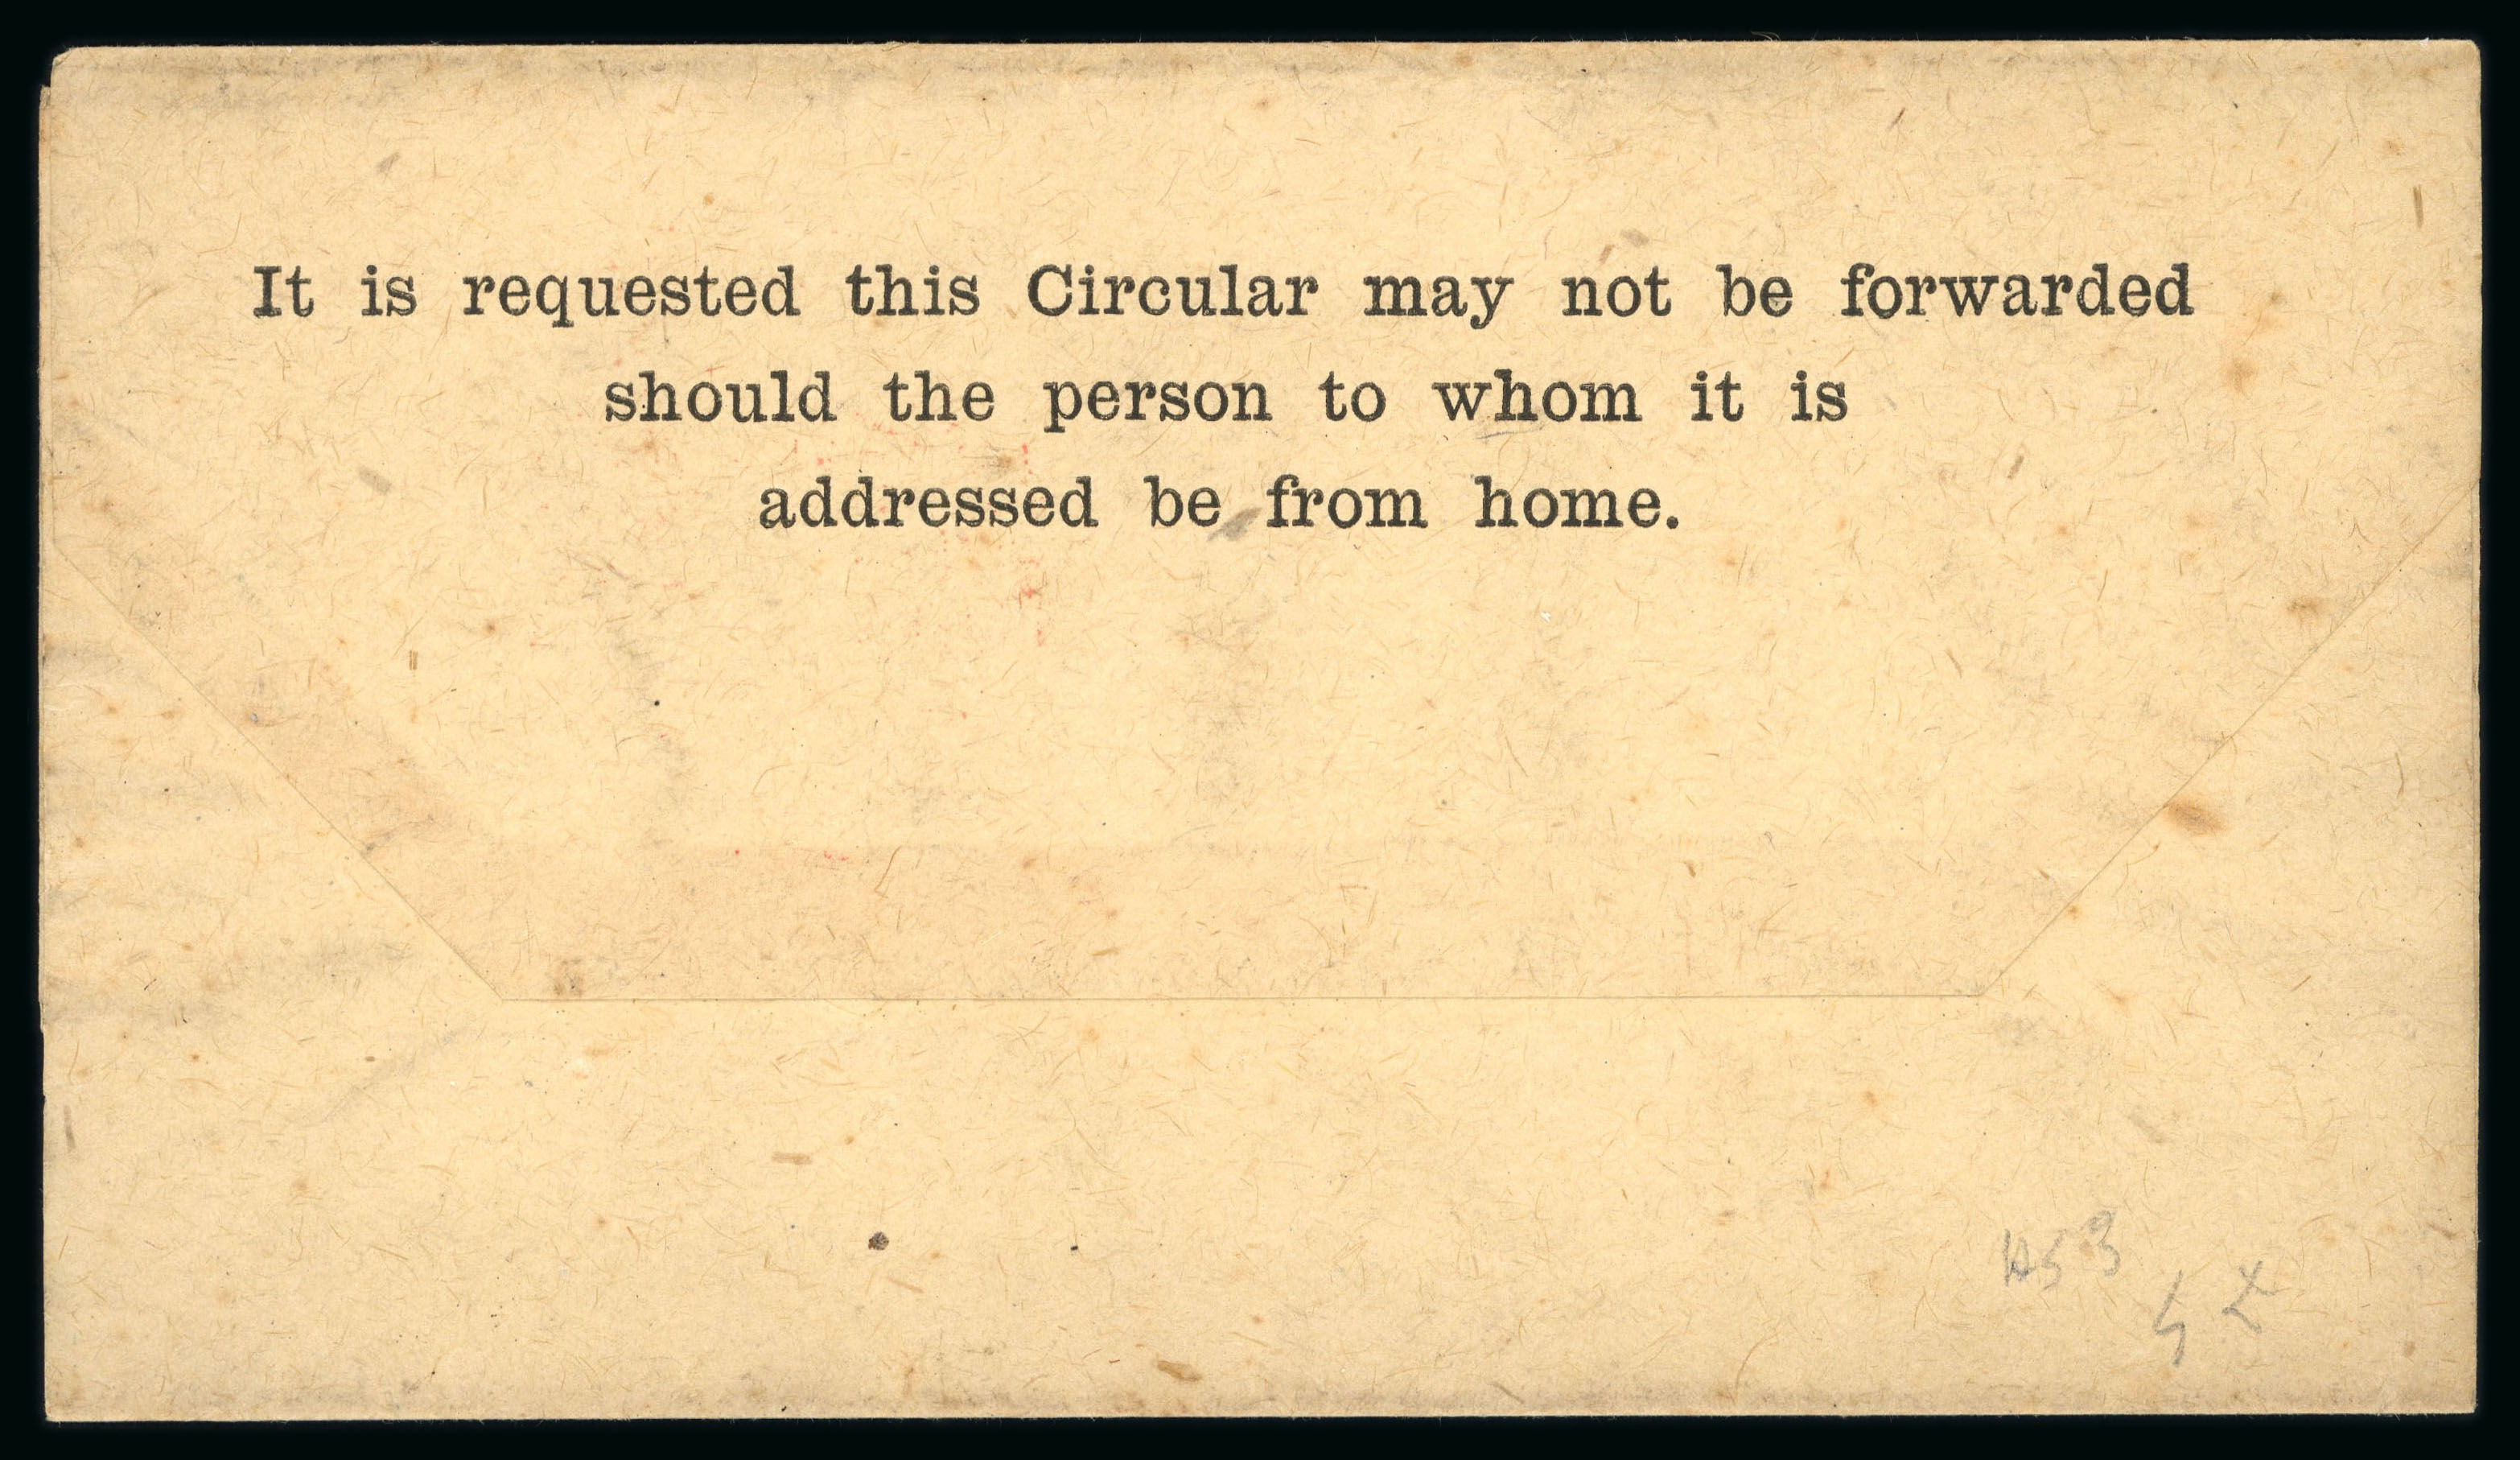 It is requested this Circular may not be forwarded
should the person to whom it is
addressed be from home.